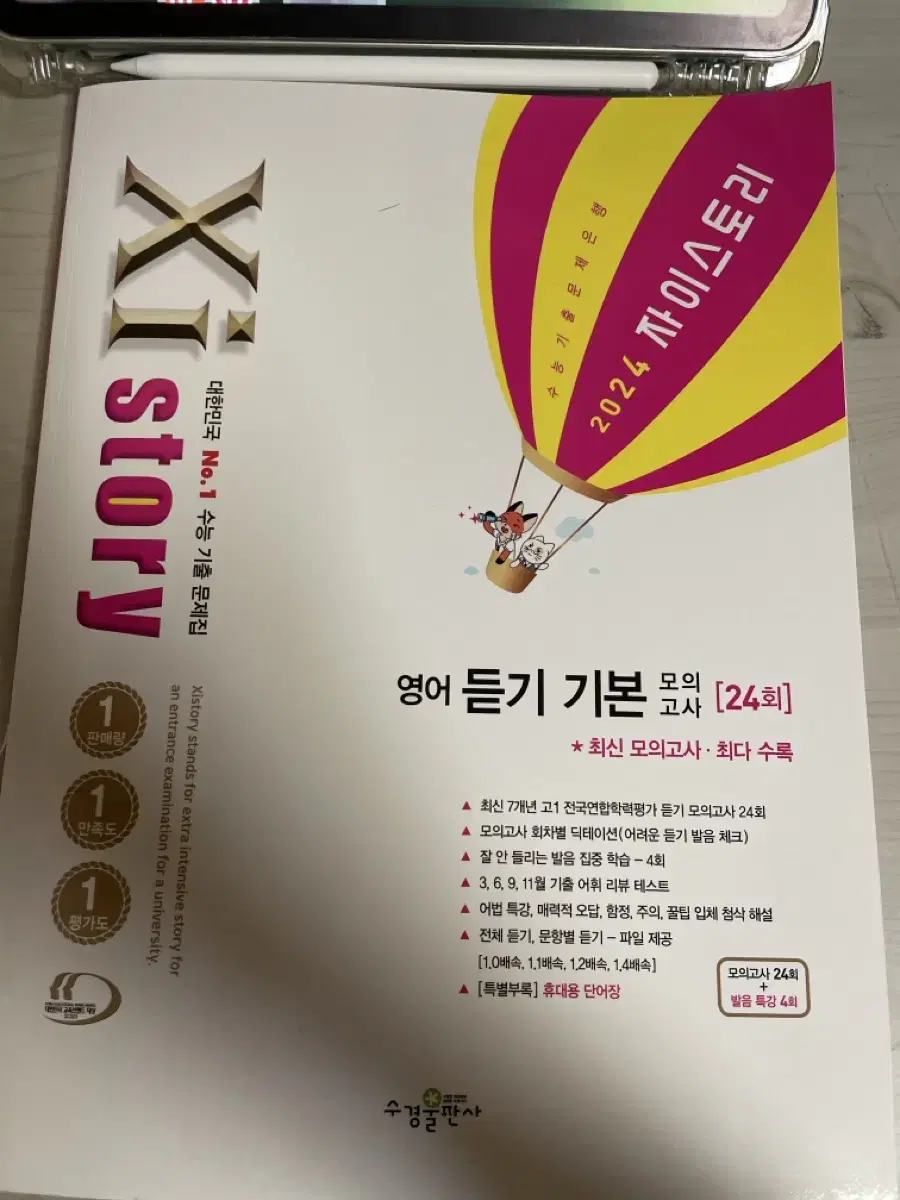 Xi
story
대한민국 No.1 수능 기출 문제집
Xistory stands for extra intensive story for
an entrance examination for a university.
수능기출문제은행
2024 자이스토리
1
판매량
1
만족도
1
평가도
영어 듣기 기본 모의고사 [24회]
* 최신 모의고사 · 최다 수록
▲ 최신 7개년 고1 전국연합학력평가 듣기 모의고사 24회
▲ 모의고사 회차별 딕테이션(어려운 듣기 발음 체크)
▲ 잘 안 들리는 발음 집중 학습 – 4회
▲ 3, 6, 9, 11월 기출 어휘 리뷰 테스트
▲ 어법 특강, 매력적 오답, 함정, 주의, 꿀팁 입체 첨삭 해설
▲ 전체 듣기, 문항별 듣기 – 파일 제공
[1.0배속, 1.1배속, 1.2배속, 1.4배속]
▲ [특별부록] 휴대용 단어장
모의고사 24회
+
발음 특강 4회
수경출판사